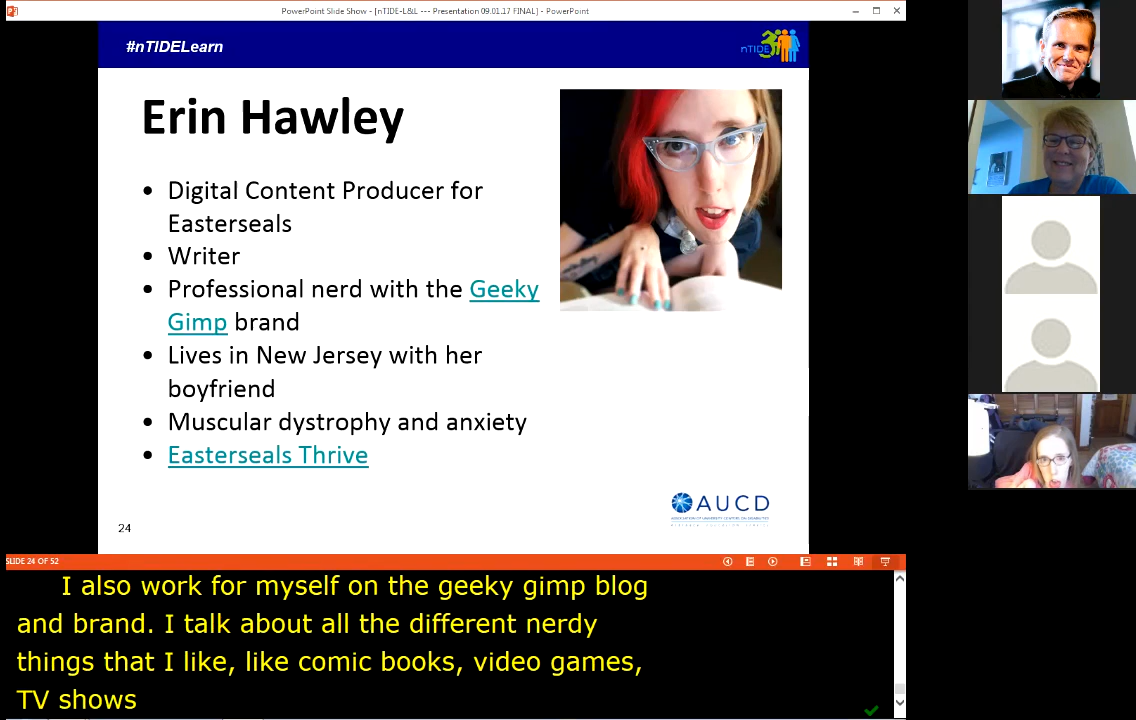 PowerPoint Slide Show - [nTIDE-L&L --- Presentation 09.01.17 FINAL] - PowerPoint
#nTIDELearn
nTIDE
Erin Hawley
• Digital Content Producer for
Easterseals
• Writer
• Professional nerd with the Geeky
Gimp brand
• Lives in New Jersey with her
boyfriend
• Muscular dystrophy and anxiety
• Easterseals Thrive
AUCD
24
SLIDE 24 OF 52
I also work for myself on the geeky gimp blog
and brand. I talk about all the different nerdy
things that I like, like comic books, video games,
TV shows